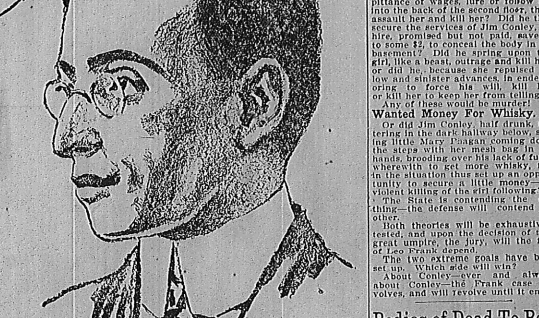 pittance of wages, lure or follow
into the back of the second floor, th
assault her and kill her? Did he t
secure the services of Jim Conley,
hire, promised but not paid, save
to some $2, to conceal the body in
basement? Did he spring upon t
girl, like a beast, outrage and kill h
or did he, because she repulsed
low and sinister advances, in ende
oring to force his will, kill
or kill her to keep her from telling
Any of these would be murder!
Wanted Money For Whisky.
Or did Jim Conley, half drunk,
tering in the dark hallway below, s
ing little Mary Phagan coming do
the steps with her mesh bag in
hands, brooding over his lack of fu
wherewith to get more whisky,
in the situation thus set up an opp
tunity to secure a little money—
violent killing of the girl following?
The State is contending the
thing—the defense will contend
other.
Both theories will be exhaustiv
tested, and upon the decision of t
great umpire, the jury, will the f
of Leo Frank depend.
The two extreme goals have b
set up. Which side will win?
About Conley—ever and alw
about Conley—the Frank case
volves, and will revolve until it en
Bodies of Dead To Be